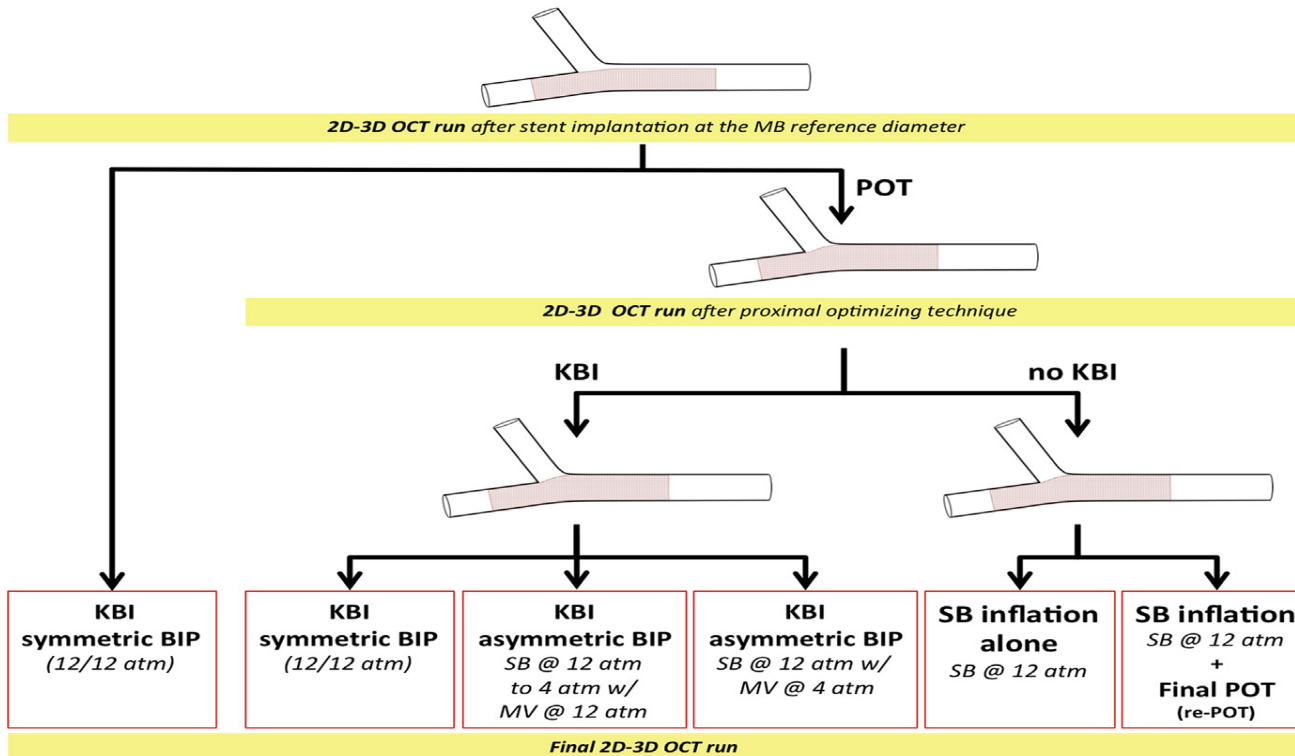 2D-3D OCT run after stent implantation at the MB reference diameter
POT
2D-3D OCT run after proximal optimizing technique
KBI
no KBI
KBI
symmetric BIP
(12/12 atm)
KBI
symmetric BIP
(12/12 atm)
KBI
asymmetric BIP
SB @ 12 atm
to 4 atm w/
MV @ 12 atm
KBI
asymmetric BIP
SB @ 12 atm w/
MV @ 4 atm
SB inflation
alone
SB @ 12 atm
SB inflation
SB @ 12 atm
+
Final POT
(re-POT)
Final 2D-3D OCT run